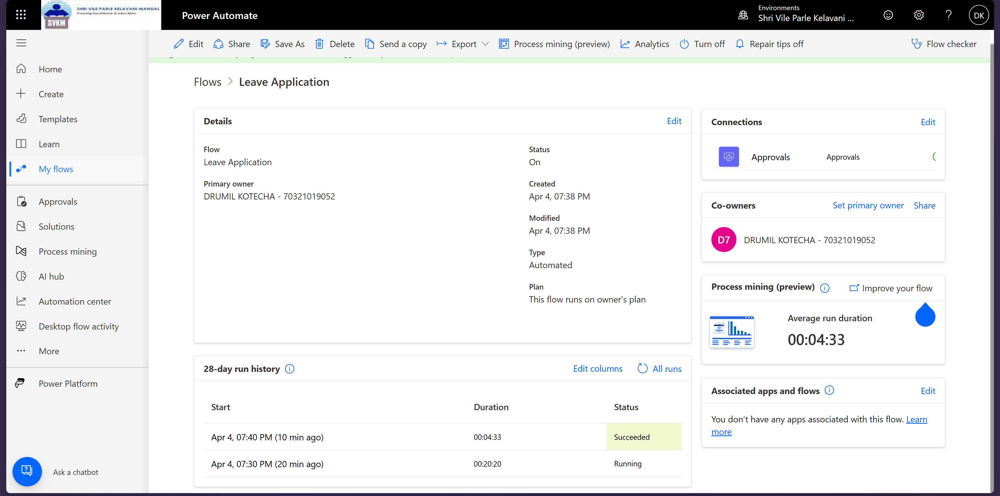 SHRI VILE PARLE KELAVANI MANDAL
Pursuing excellence in education
SVKM
Power Automate
Environments
Shri Vile Parle Kelavani ...
DK
Edit
Share
Save As
Delete
Send a copy
Export
Process mining (preview)
Analytics
Turn off
Repair tips off
Flow checker
Home
Create
Templates
Learn
My flows
Approvals
Solutions
Process mining
AI hub
Automation center
Desktop flow activity
More
Power Platform
Ask a chatbot
Flows > Leave Application
Details
Edit
Flow
Leave Application
Primary owner
DRUMIL KOTECHA - 70321019052
Status
On
Created
Apr 4, 07:38 PM
Modified
Apr 4, 07:38 PM
Type
Automated
Plan
This flow runs on owner's plan
28-day run history
Edit columns
All runs
Start Duration Status
Apr 4, 07:40 PM (10 min ago) 00:04:33 Succeeded
Apr 4, 07:30 PM (20 min ago) 00:20:20 Running
Connections
Edit
Approvals Approvals
Co-owners
Set primary owner
Share
D7
DRUMIL KOTECHA - 70321019052
Process mining (preview)
Improve your flow
Average run duration
00:04:33
Associated apps and flows
Edit
You don’t have any apps associated with this flow. Learn
more